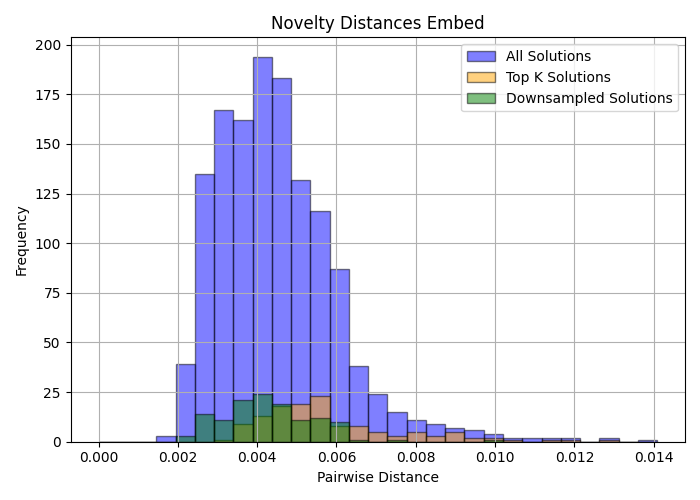 Novelty Distances Embed
All Solutions
Top K Solutions
Downsampled Solutions
200
175
150
125
100
75
50
25
0
Frequency
0.000 0.002 0.004 0.006 0.008 0.010 0.012 0.014
Pairwise Distance